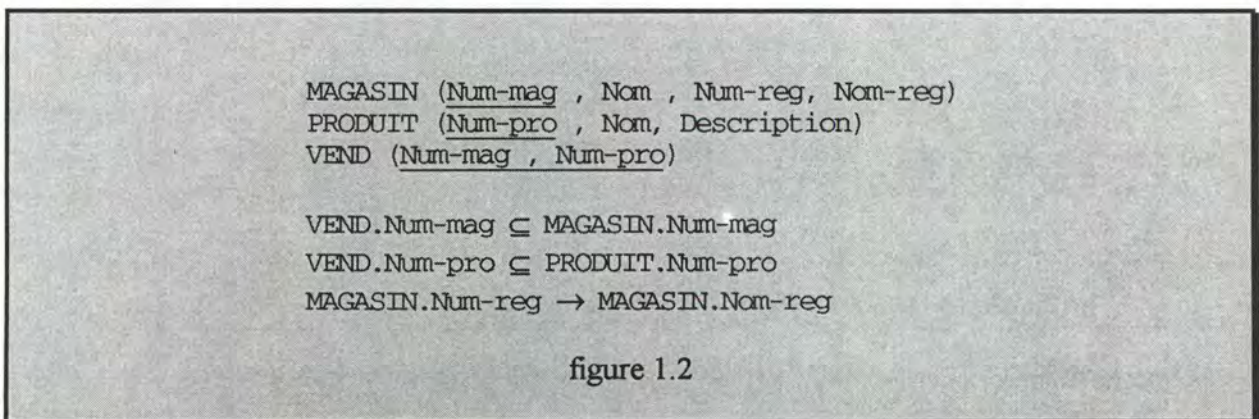 MAGASIN (Num-mag , Nom , Num-reg, Nom-reg)
PRODUIT (Num-pro , Nom, Description)
VEND (Num-mag , Num-pro)
VEND.Num-mag ⊆ MAGASIN.Num-mag
VEND.Num-pro ⊆ PRODUIT.Num-pro
MAGASIN.Num-reg → MAGASIN.Nom-reg
figure 1.2